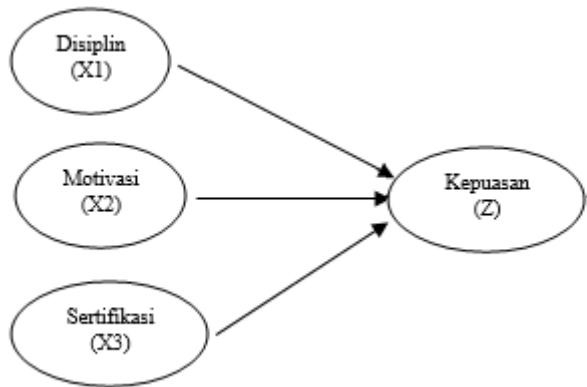 Disiplin
(X1)
Motivasi
(X2)
Kepuasan
(Z)
Sertifikasi
(X3)